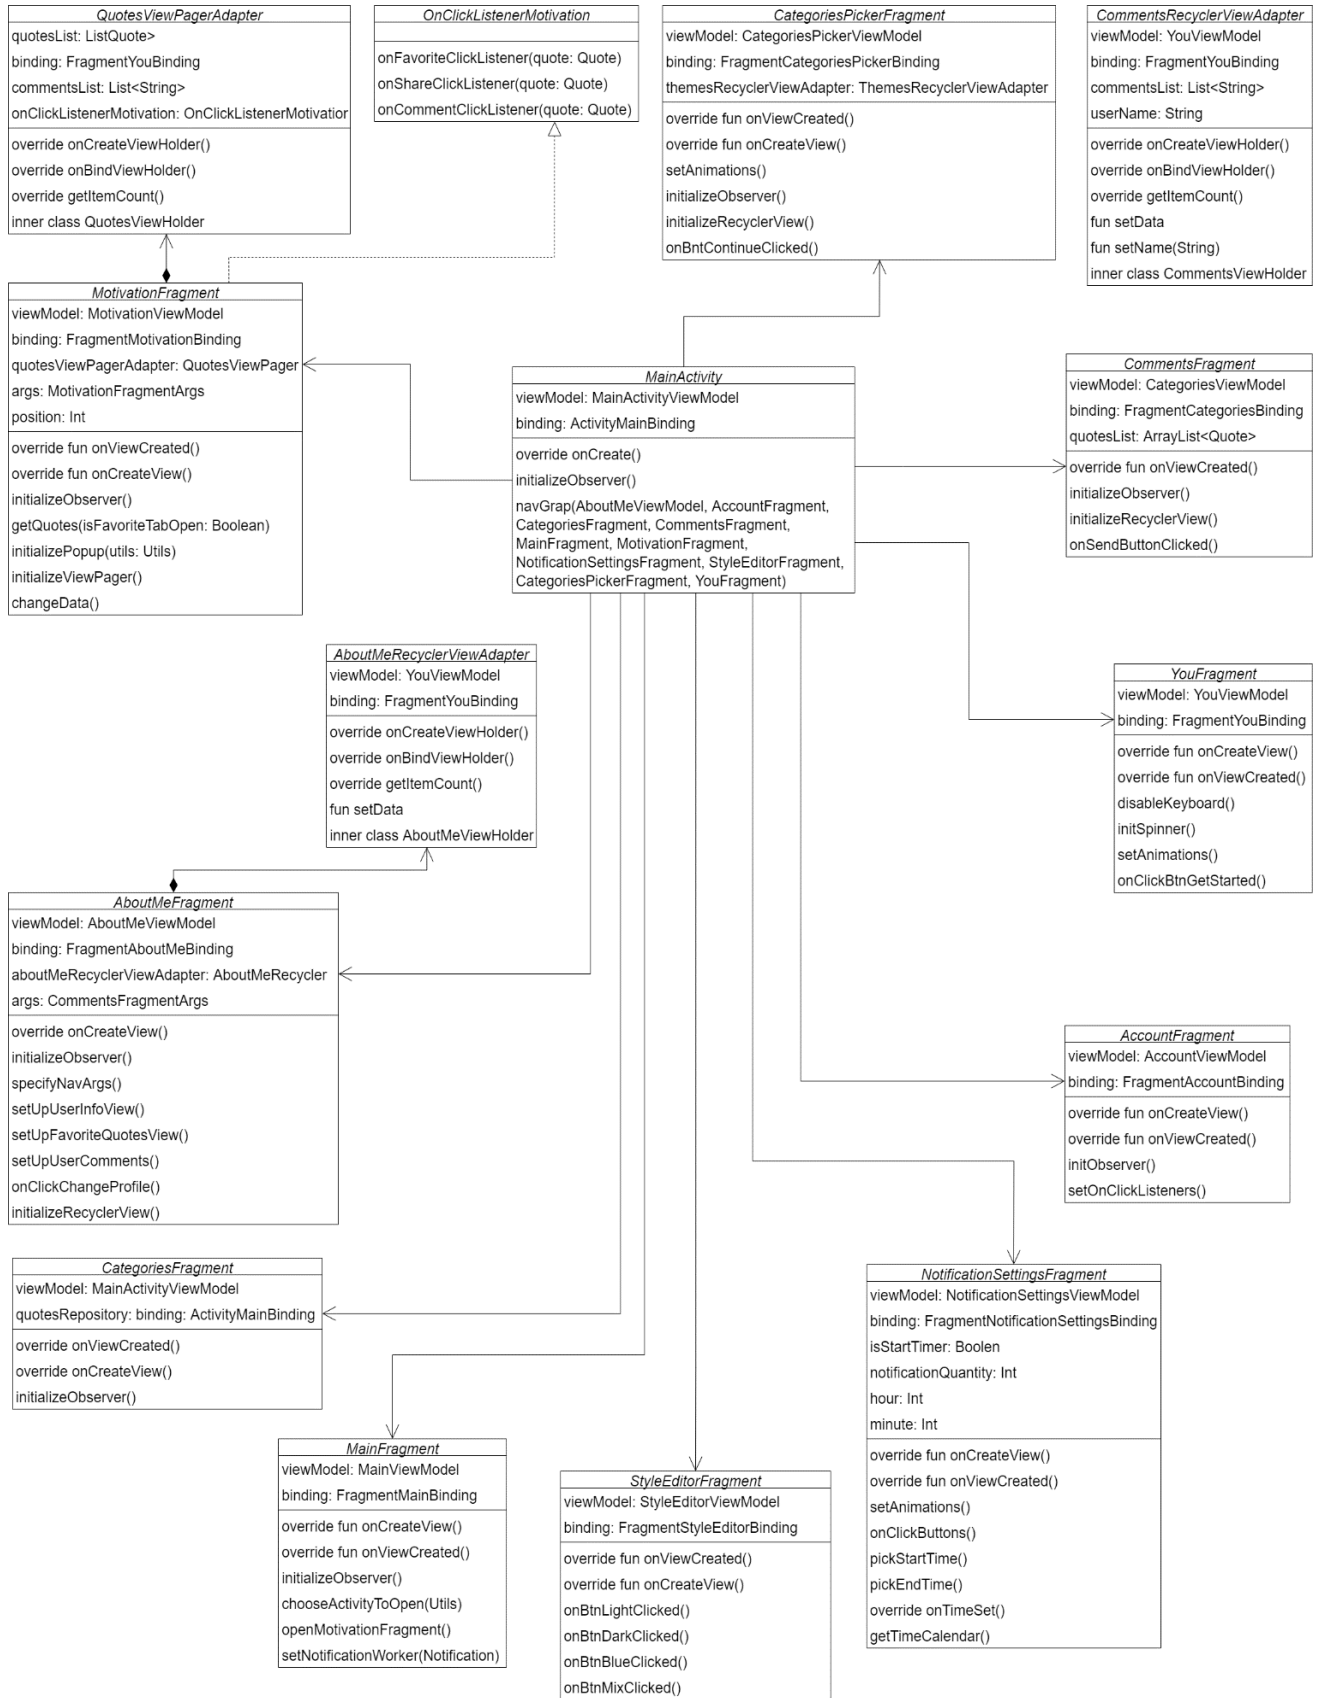 QuotesViewPagerAdapter
quotesList: ListQuote>
binding: FragmentYouBinding
commentsList: List<String>
onClickListenerMotivation: OnClickListenerMotivatior
override onCreateViewHolder()
override onBindViewHolder()
override getItemCount()
inner class QuotesViewHolder
OnClickListenerMotivation
onFavoriteClickListener(quote: Quote)
onShareClickListener(quote: Quote)
onCommentClickListener(quote: Quote)
CategoriesPickerFragment
viewModel: CategoriesPickerViewModel
binding: FragmentCategoriesPickerBinding
themesRecyclerViewAdapter: ThemesRecyclerViewAdapter
override fun onViewCreated()
override fun onCreateView()
setAnimations()
initializeObserver()
initializeRecyclerView()
onBntContinueClicked()
CommentsRecyclerViewAdapter
viewModel: YouViewModel
binding: FragmentYouBinding
commentsList: List<String>
userName: String
override onCreateViewHolder()
override onBindViewHolder()
override getItemCount()
fun setData
fun setName(String)
inner class CommentsViewHolder
MotivationFragment
viewModel: MotivationViewModel
binding: FragmentMotivationBinding
quotesViewPagerAdapter: QuotesViewPager
args: MotivationFragmentArgs
position: Int
override fun onViewCreated()
override fun onCreateView()
initializeObserver()
getQuotes(isFavoriteTabOpen: Boolean)
initializePopup(utils: Utils)
initializeViewPager()
changeData()
MainActivity
viewModel: MainActivityViewModel
binding: ActivityMainBinding
override onCreate()
initializeObserver()
navGrap(AboutMeViewModel, AccountFragment,
CategoriesFragment, CommentsFragment,
MainFragment, MotivationFragment,
NotificationSettingsFragment, StyleEditorFragment,
CategoriesPickerFragment, YouFragment)
CommentsFragment
viewModel: CategoriesViewModel
binding: FragmentCategoriesBinding
quotesList: ArrayList<Quote>
override fun onViewCreated()
initializeObserver()
initializeRecyclerView()
onSendButtonClicked()
AboutMeRecyclerViewAdapter
viewModel: YouViewModel
binding: FragmentYouBinding
override onCreateViewHolder()
override onBindViewHolder()
override getItemCount()
fun setData
inner class AboutMeViewHolder
YouFragment
viewModel: YouViewModel
binding: FragmentYouBinding
override fun onCreateView()
override fun onViewCreated()
disableKeyboard()
initSpinner()
setAnimations()
onClickBtnGetStarted()
AboutMeFragment
viewModel: AboutMeViewModel
binding: FragmentAboutMeBinding
aboutMeRecyclerViewAdapter: AboutMeRecycler
args: CommentsFragmentArgs
override onCreateView()
initializeObserver()
specifyNavArgs()
setUpUserInfoView()
setUpFavoriteQuotesView()
setUpUserComments()
onClickChangeProfile()
initializeRecyclerView()
AccountFragment
viewModel: AccountViewModel
binding: FragmentAccountBinding
override fun onCreateView()
override fun onViewCreated()
initObserver()
setOnClickListeners()
CategoriesFragment
viewModel: MainActivityViewModel
quotesRepository: binding: ActivityMainBinding
override onViewCreated()
override onCreateView()
initializeObserver()
NotificationSettingsFragment
viewModel: NotificationSettingsViewModel
binding: FragmentNotificationSettingsBinding
isStartTimer: Boolen
notificationQuantity: Int
hour: Int
minute: Int
override fun onCreateView()
override fun onViewCreated()
setAnimations()
onClickButtons()
pickStartTime()
pickEndTime()
override onTimeSet()
getTimeCalendar()
MainFragment
viewModel: MainViewModel
binding: FragmentMainBinding
override fun onCreateView()
override fun onViewCreated()
initializeObserver()
chooseActivityToOpen(Utils)
openMotivationFragment()
setNotificationWorker(Notification)
StyleEditorFragment
viewModel: StyleEditorViewModel
binding: FragmentStyleEditorBinding
override fun onViewCreated()
override fun onCreateView()
onBtnLightClicked()
onBtnDarkClicked()
onBtnBlueClicked()
onBtnMixClicked()